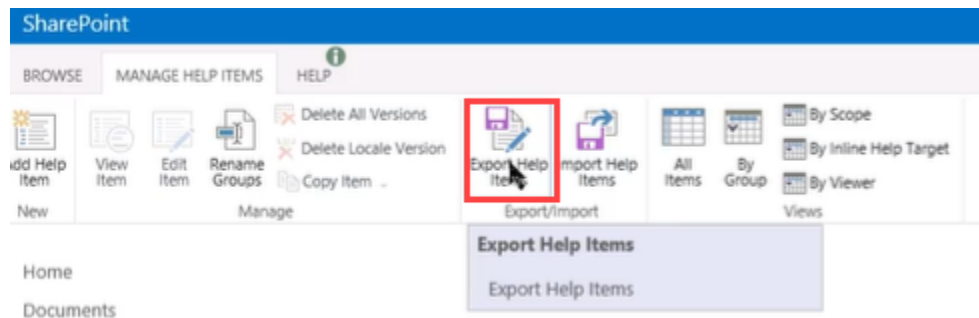 SharePoint
BROWSE MANAGE HELP ITEMS HELP
Add Help Item
View Item
Edit Item
Rename Groups
Delete All Versions
Delete Locale Version
Copy Item
Export Help Items
Import Help Items
All Items
By Group
By Scope
By Inline Help Target
By Viewer
New Manage Export/Import Views
Export Help Items
Export Help Items
Home
Documents